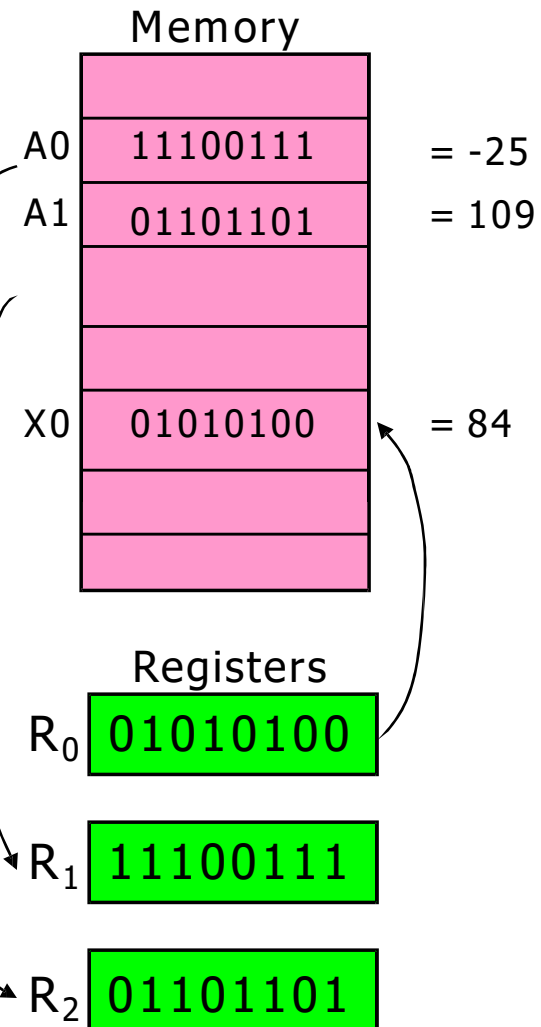 Memory
A0 11100111 = -25
A1 01101101 = 109
X0 01010100 = 84
Registers
R₀ 01010100
R₁ 11100111
R₂ 01101101